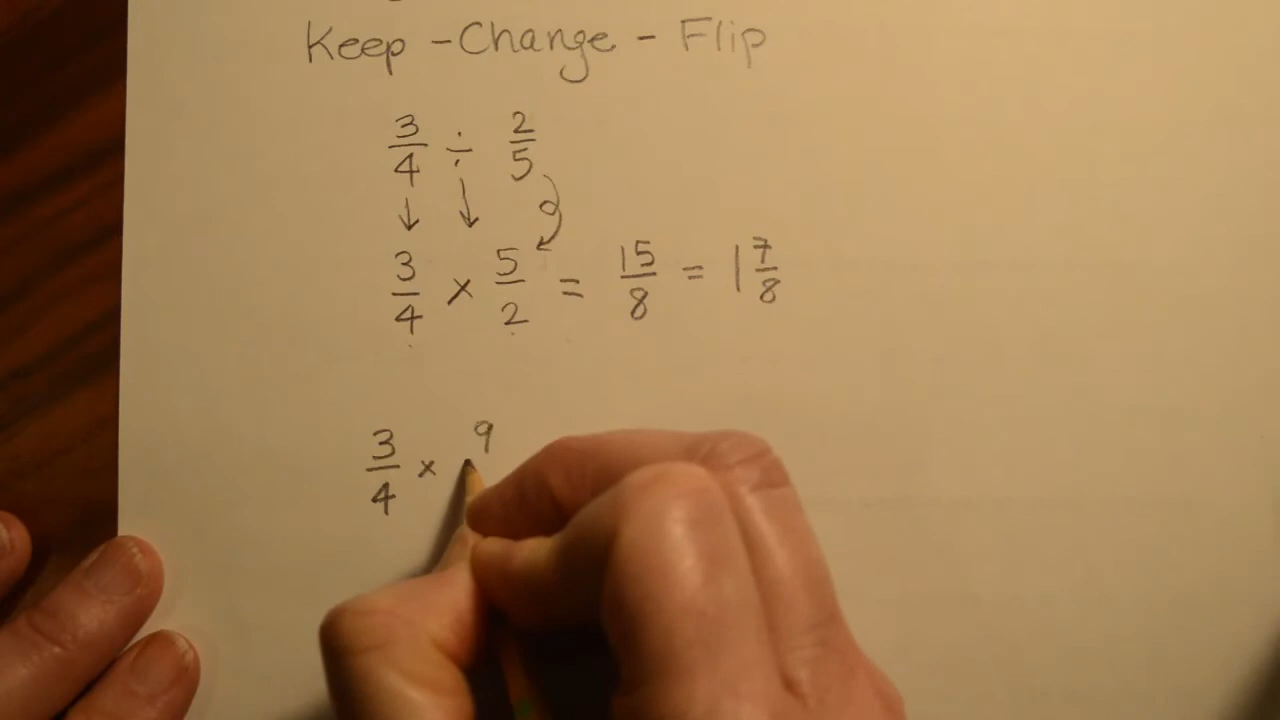 Keep - Change - Flip
3/4 ÷ 2/5
3/4 × 5/2 = 15/8 = 1 7/8
3/4 × 9